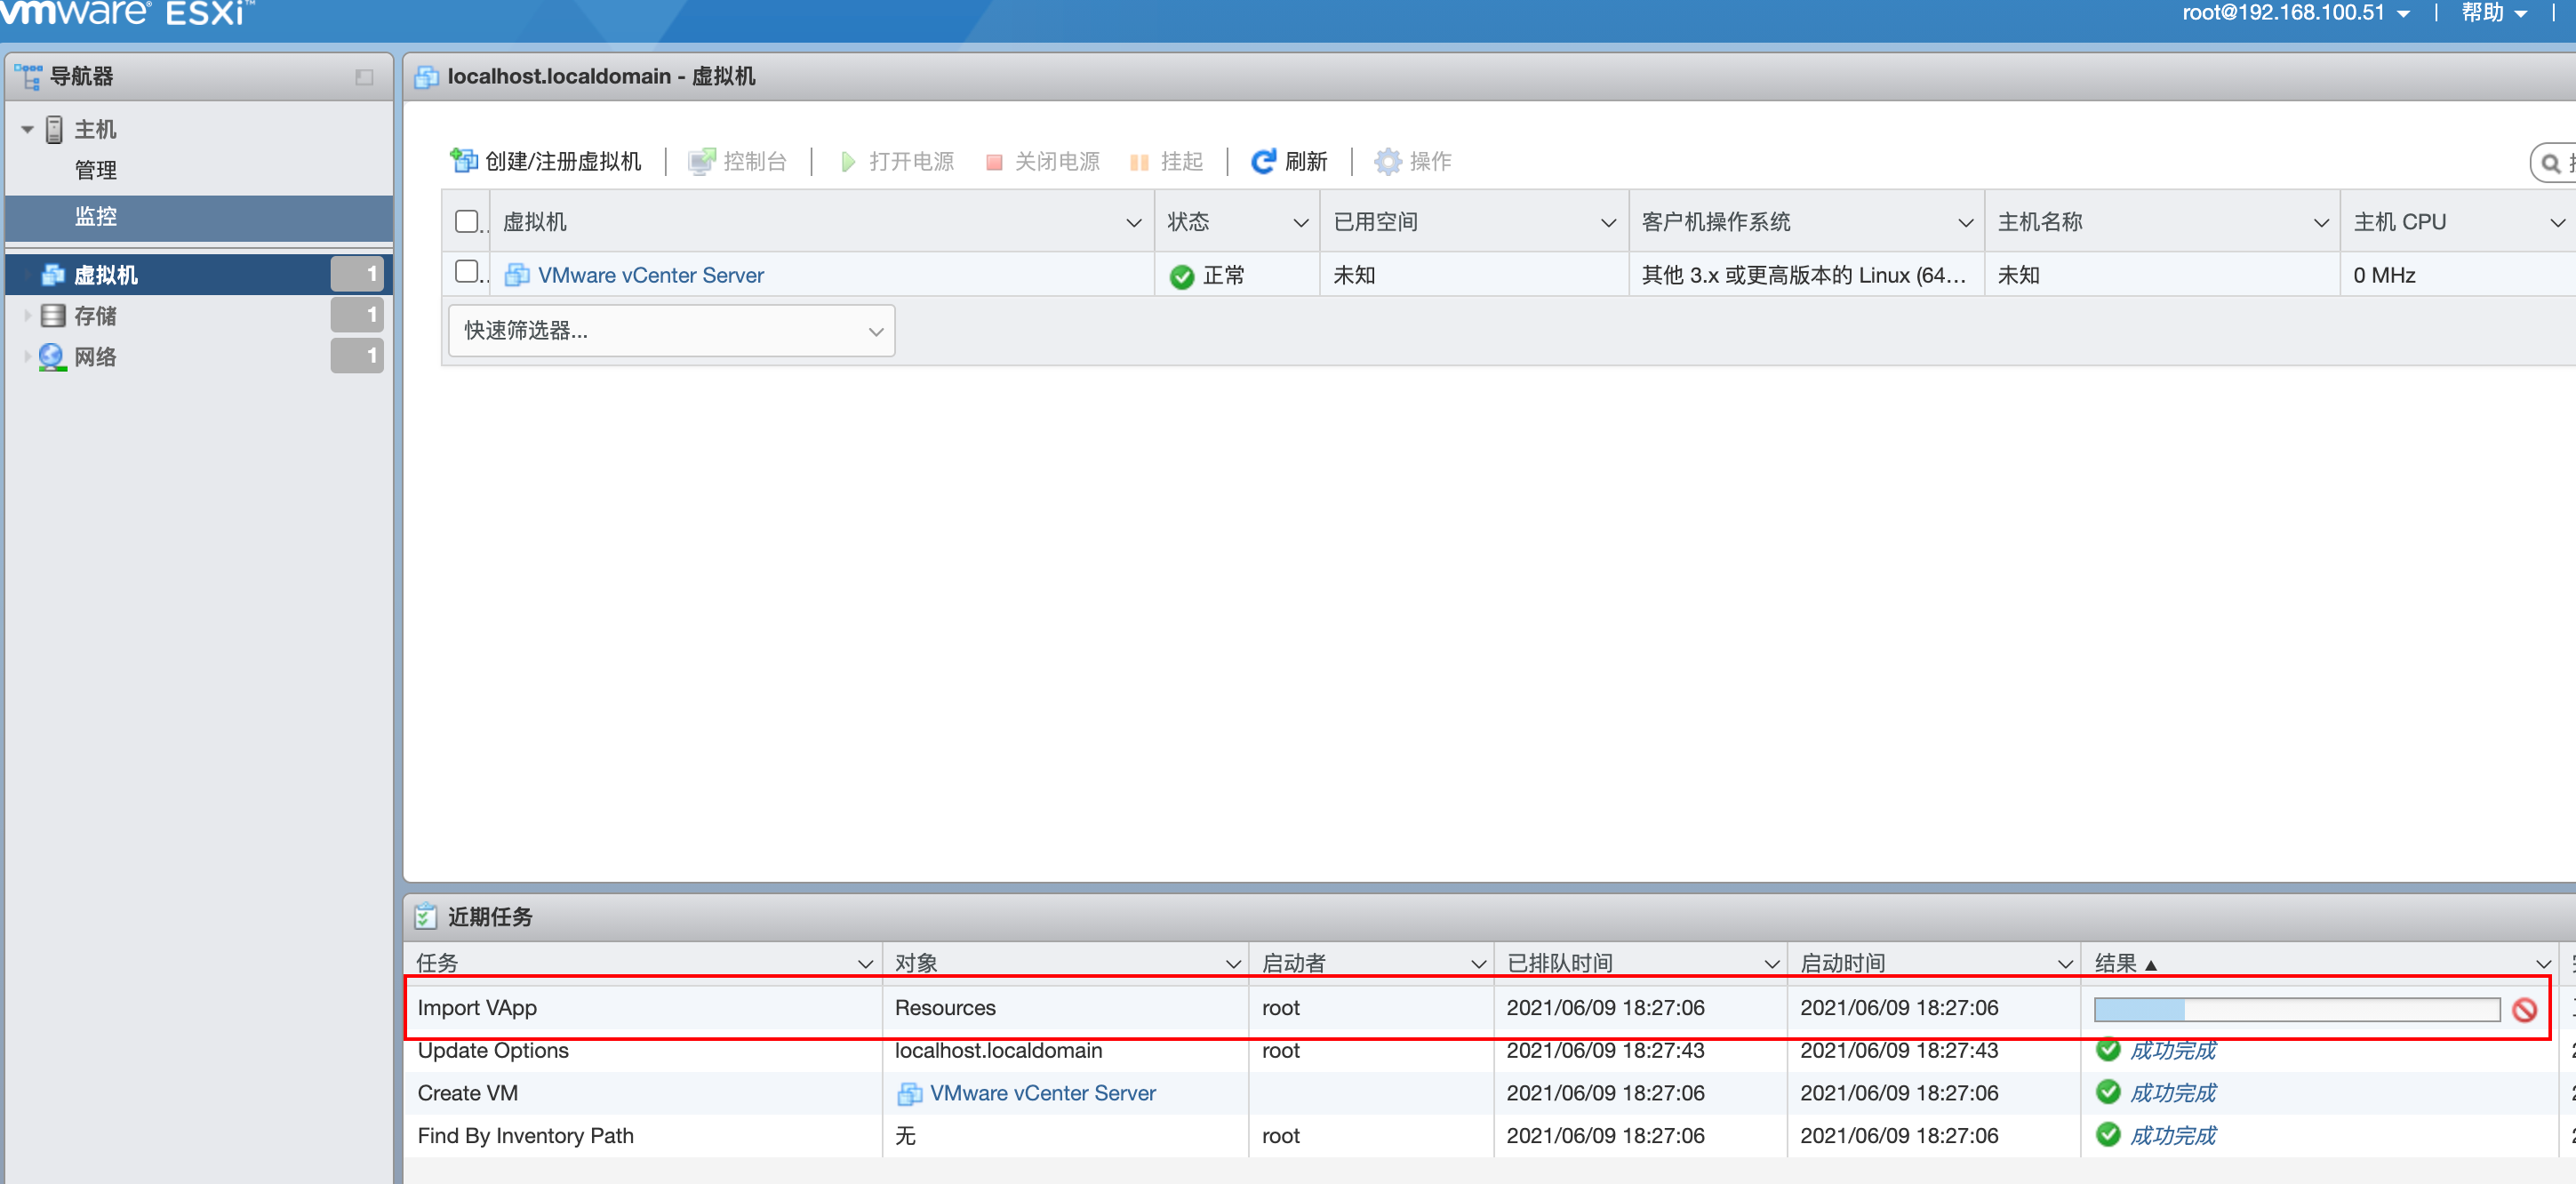 vmware® ESXi™
root@192.168.100.51 | 帮助 |
导航器
主机
管理
监控
虚拟机 1
存储 1
网络 1
localhost.localdomain - 虚拟机
创建/注册虚拟机 | 控制台 | 打开电源 关闭电源 挂起 | 刷新 | 操作
虚拟机 状态 已用空间 客户机操作系统 主机名称 主机 CPU
VMware vCenter Server 正常 未知 其他 3.x 或更高版本的 Linux (64... 未知 0 MHz
快速筛选器...
近期任务
任务 对象 启动者 已排队时间 启动时间 结果 ▲
Import VApp Resources root 2021/06/09 18:27:06 2021/06/09 18:27:06
Update Options localhost.localdomain root 2021/06/09 18:27:43 2021/06/09 18:27:43 成功完成
Create VM VMware vCenter Server 2021/06/09 18:27:06 2021/06/09 18:27:06 成功完成
Find By Inventory Path 无 root 2021/06/09 18:27:06 2021/06/09 18:27:06 成功完成